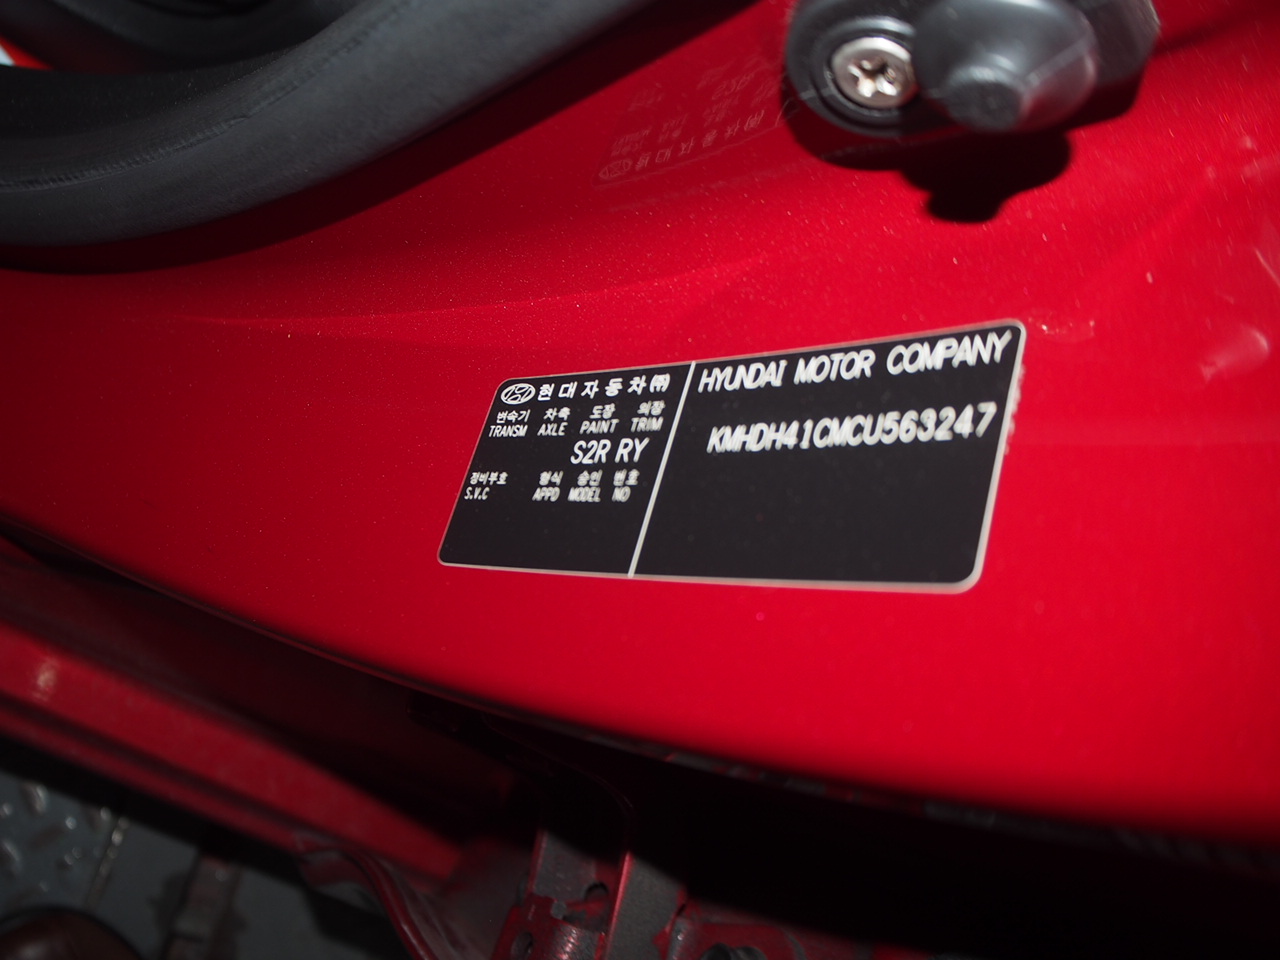 현대자동차㈜
변속기 차축 도장 의장
TRANSM AXLE PAINT TRIM
S2R RY
정비부호 형식 승인 번호
S.V.C APPD MODEL NO
HYUNDAI MOTOR COMPANY
KMHDH41CMCU563247